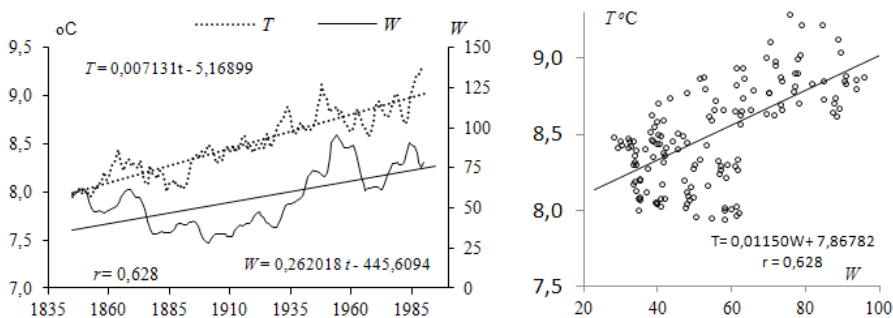 oC T W W
9,5 150
T = 0,007131t - 5,16899
9,0 125
100
8,5
75
8,0
50
7,5
25
r = 0,628 W = 0,262018 t - 445,6094
7,0 0
1835 1860 1885 1910 1935 1960 1985
T oC
9,0
8,5
8,0
T= 0,01150W+ 7,86782
r = 0,628 W
7,5
20 40 60 80 100